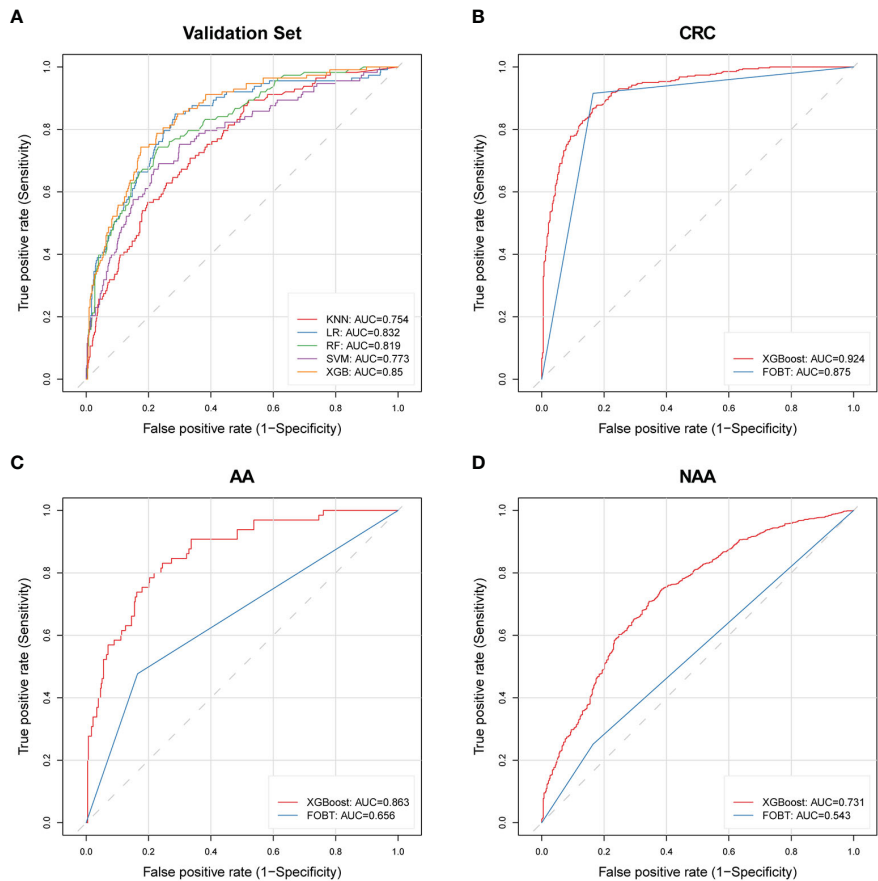 A
Validation Set
True positive rate (Sensitivity)
1.0
0.8
0.6
0.4
0.2
0.0
KNN: AUC=0.754
LR: AUC=0.832
RF: AUC=0.819
SVM: AUC=0.773
XGB: AUC=0.85
0.0 0.2 0.4 0.6 0.8 1.0
False positive rate (1−Specificity)
B
CRC
True positive rate (Sensitivity)
1.0
0.8
0.6
0.4
0.2
0.0
XGBoost: AUC=0.924
FOBT: AUC=0.875
0.0 0.2 0.4 0.6 0.8 1.0
False positive rate (1−Specificity)
C
AA
True positive rate (Sensitivity)
1.0
0.8
0.6
0.4
0.2
0.0
XGBoost: AUC=0.863
FOBT: AUC=0.656
0.0 0.2 0.4 0.6 0.8 1.0
False positive rate (1−Specificity)
D
NAA
True positive rate (Sensitivity)
1.0
0.8
0.6
0.4
0.2
0.0
XGBoost: AUC=0.731
FOBT: AUC=0.543
0.0 0.2 0.4 0.6 0.8 1.0
False positive rate (1−Specificity)